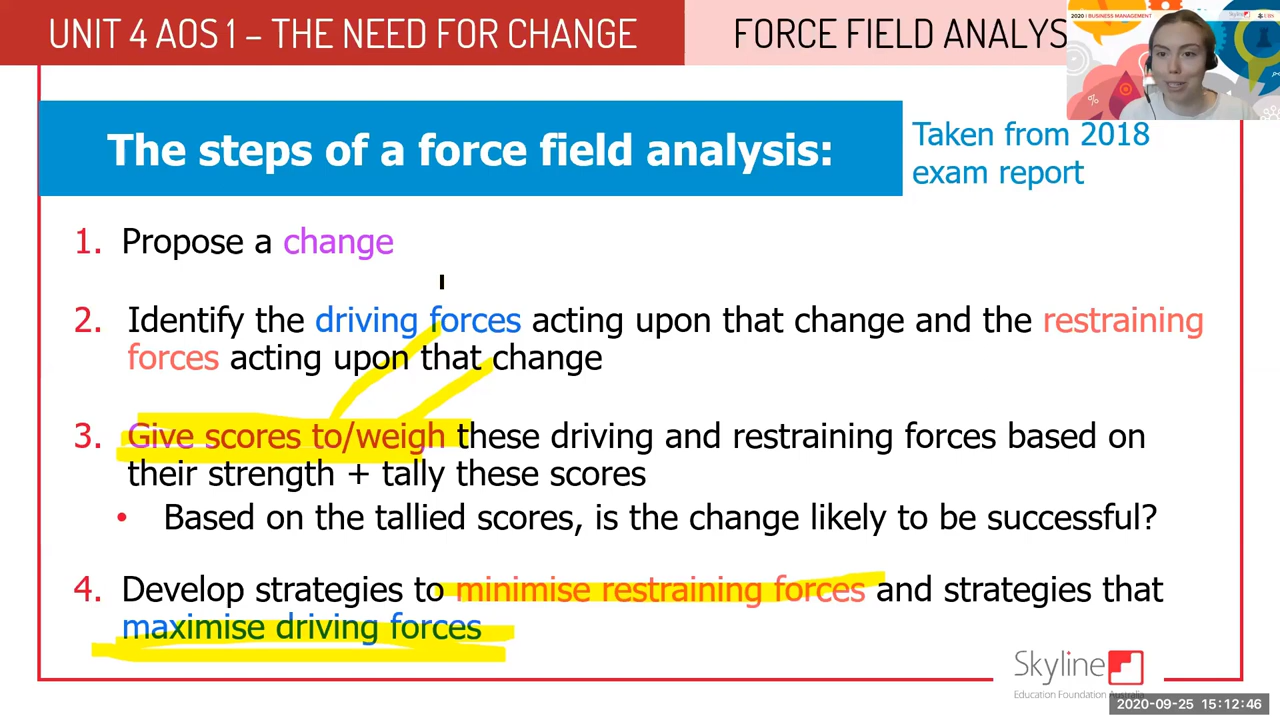 UNIT 4 AOS 1 – THE NEED FOR CHANGE
FORCE FIELD ANALYS
2020 | BUSINESS MANAGEMENT
Skyline
%
The steps of a force field analysis:
Taken from 2018
exam report
1. Propose a change
2. Identify the driving forces acting upon that change and the restraining
forces acting upon that change
3. Give scores to/weigh these driving and restraining forces based on
their strength + tally these scores
• Based on the tallied scores, is the change likely to be successful?
4. Develop strategies to minimise restraining forces and strategies that
maximise driving forces
Skyline
Education Foundation Australia
2020-09-25 15:12:46